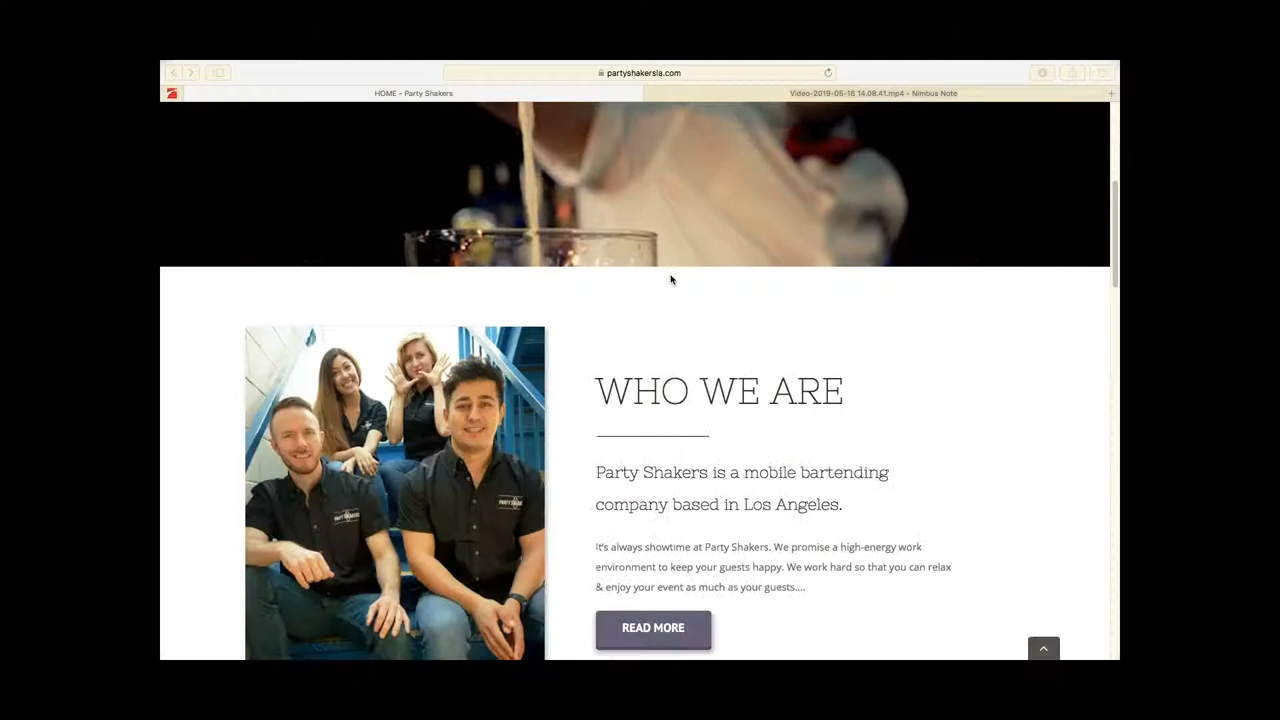 partyshakersla.com
HOME - Party Shakers
Video-2019-05-16 14.08.41.mp4 - Nimbus Note
WHO WE ARE
Party Shakers is a mobile bartending
company based in Los Angeles.
It's always showtime at Party Shakers. We promise a high-energy work
environment to keep your guests happy. We work hard so that you can relax
& enjoy your event as much as your guests....
READ MORE